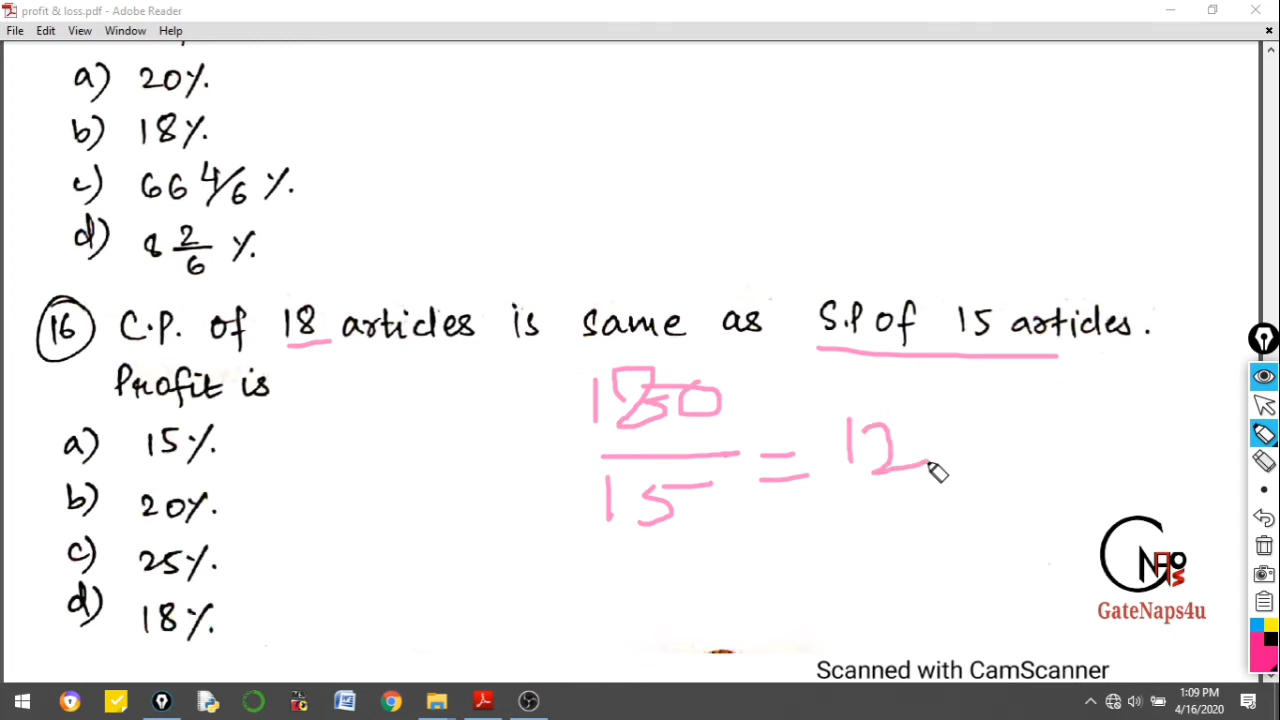 profit & loss.pdf - Adobe Reader
File Edit View Window Help
a) 20%.
b) 18%.
c) 66 4/6 %.
d) 8 2/6 %.
16 C.P. of 18 articles is same as S.P of 15 articles.
Profit is
a) 15%.
b) 20%.
c) 25%.
d) 18%.
15 = 12
GateNaps4u
Scanned with CamScanner
1:09 PM
4/16/2020